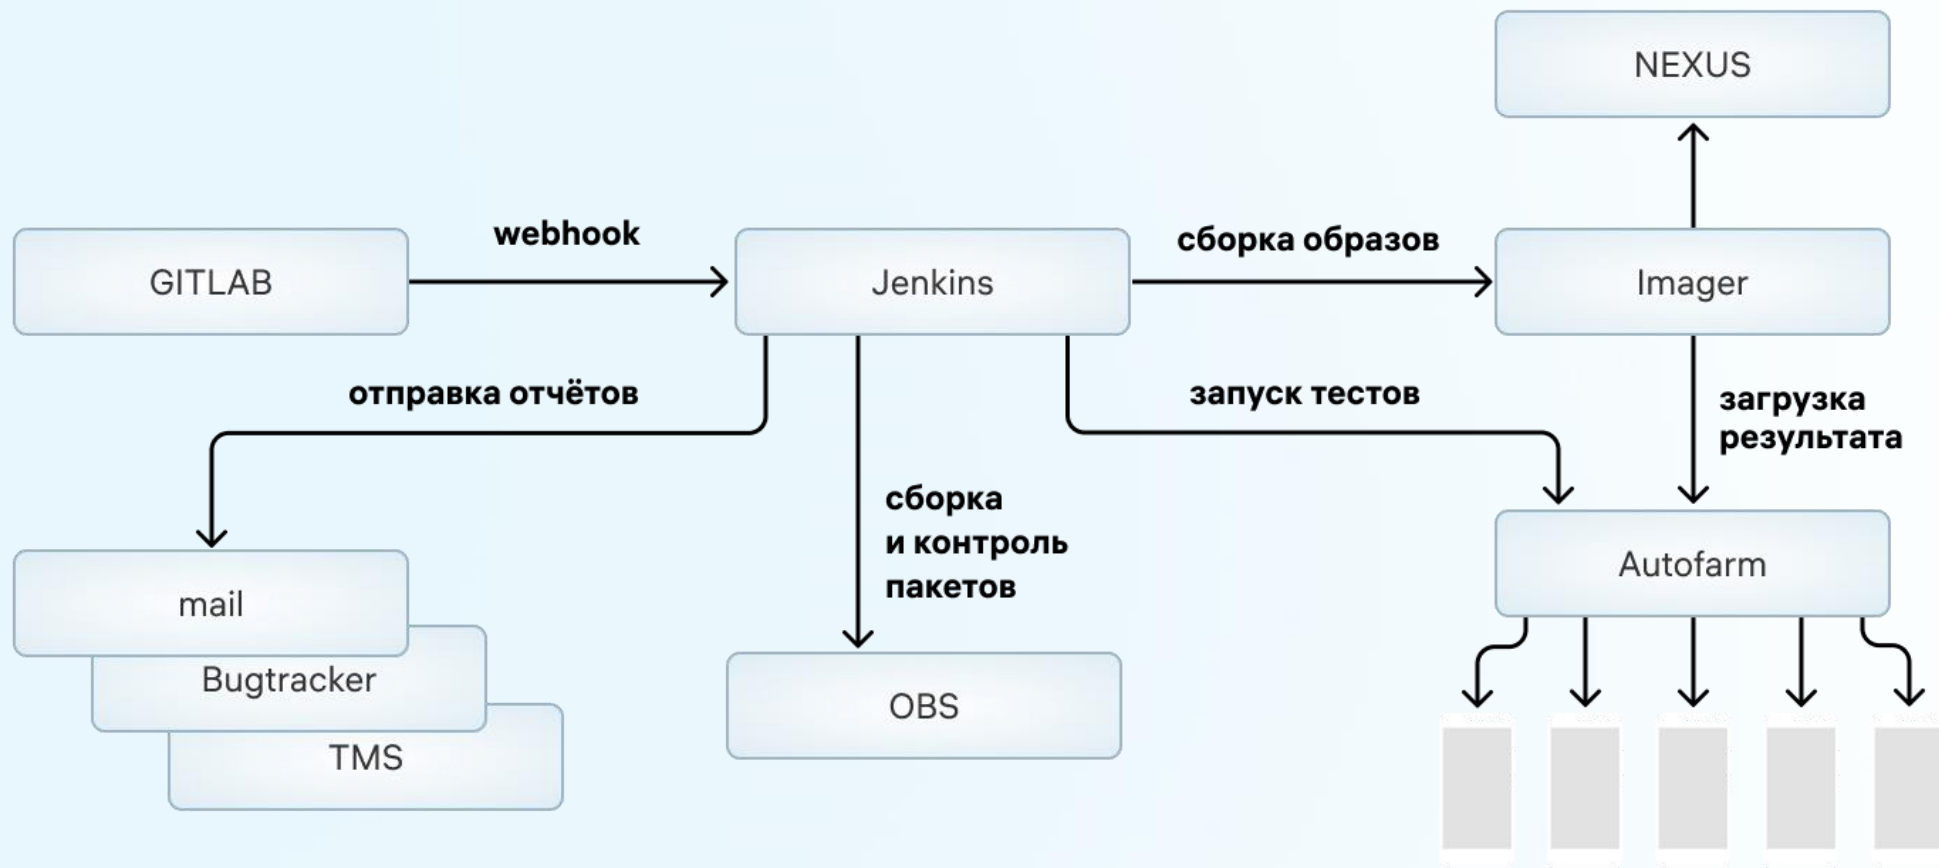 NEXUS
webhook
сборка образов
GITLAB
Jenkins
Imager
отправка отчётов
запуск тестов
загрузка
результата
сборка
и контроль
пакетов
Autofarm
mail
Bugtracker
OBS
TMS